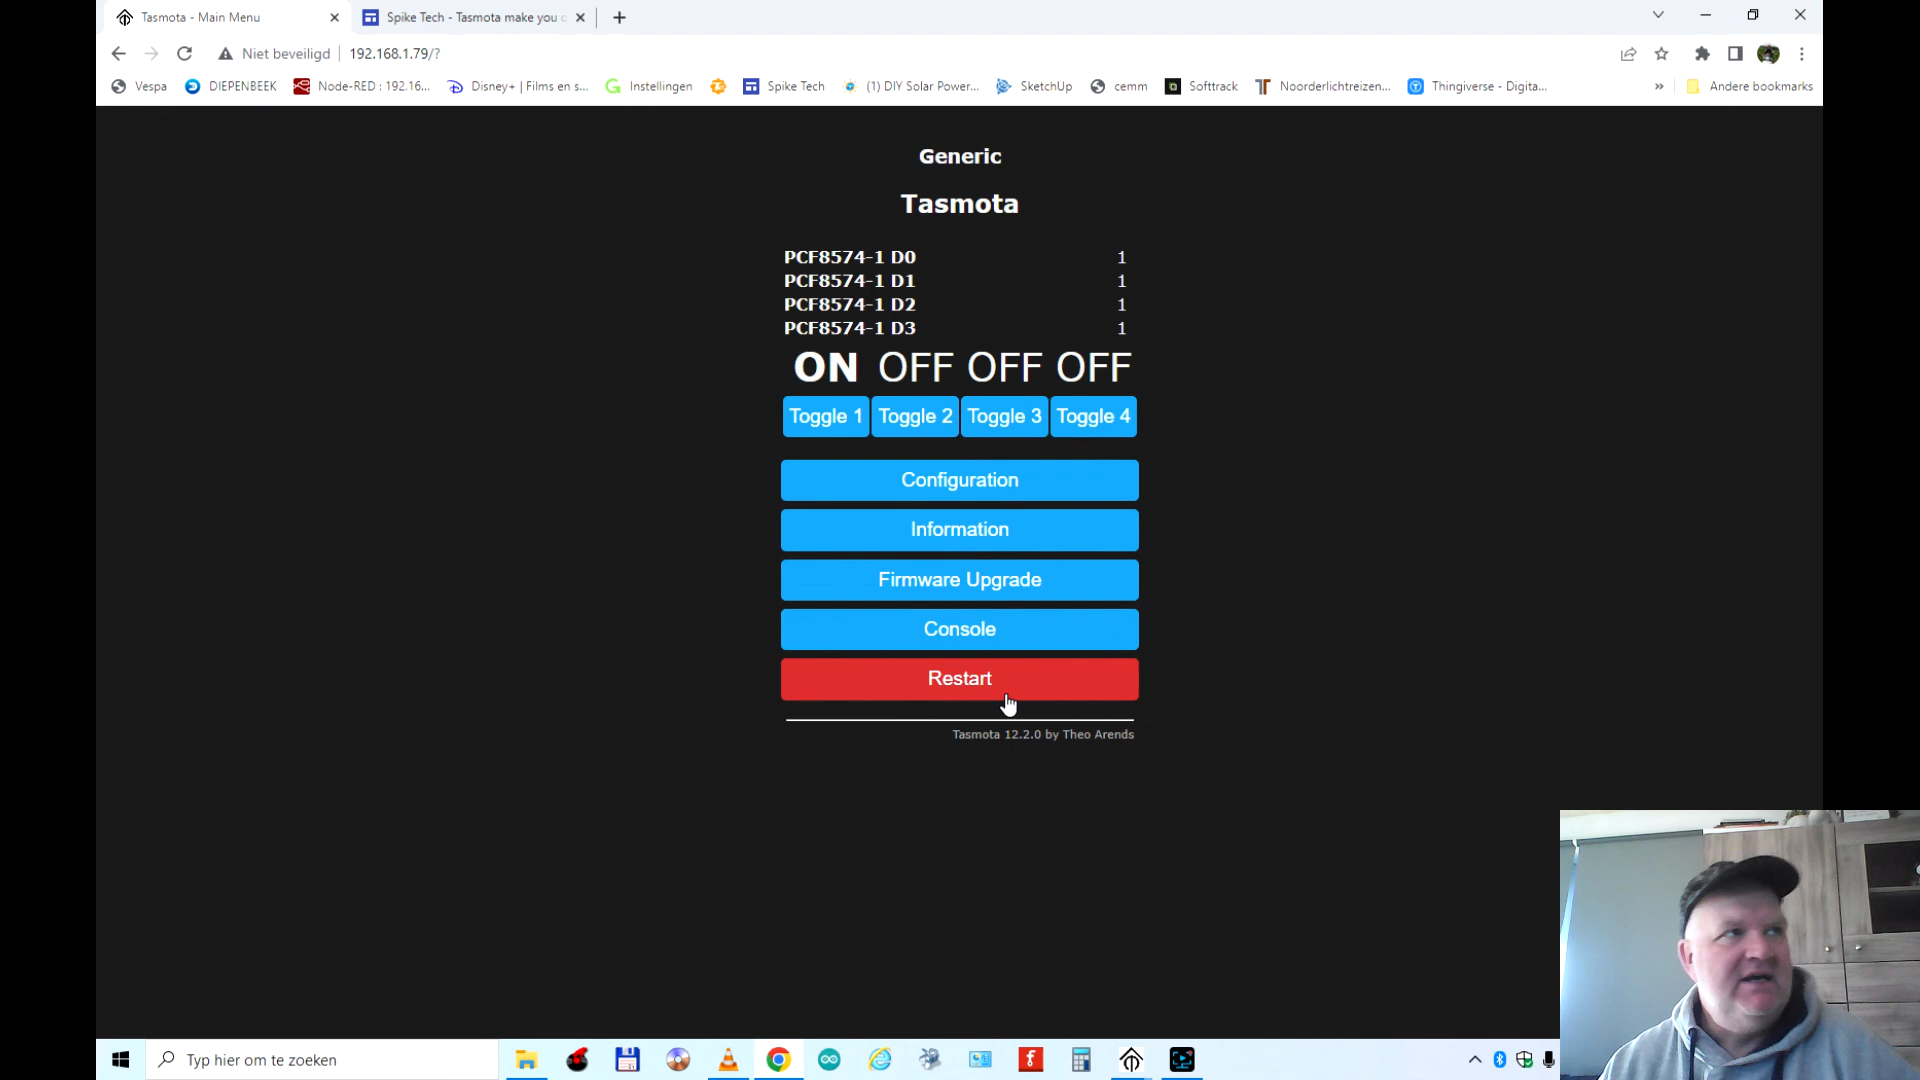 Tasmota - Main Menu
Spike Tech - Tasmota make you o
Niet beveiligd
192.168.1.79/?
Vespa
DIEPENBEEK
Node-RED : 192.16...
Disney+ | Films en s...
Instellingen
Spike Tech
(1) DIY Solar Power...
SketchUp
cemm
Softtrack
Noorderlichtreizen...
Thingiverse - Digita...
»
Andere bookmarks
Generic
Tasmota
PCF8574-1 D0 1
PCF8574-1 D1 1
PCF8574-1 D2 1
PCF8574-1 D3 1
ON OFF OFF OFF
Toggle 1 Toggle 2 Toggle 3 Toggle 4
Configuration
Information
Firmware Upgrade
Console
Restart
Tasmota 12.2.0 by Theo Arends
Typ hier om te zoeken